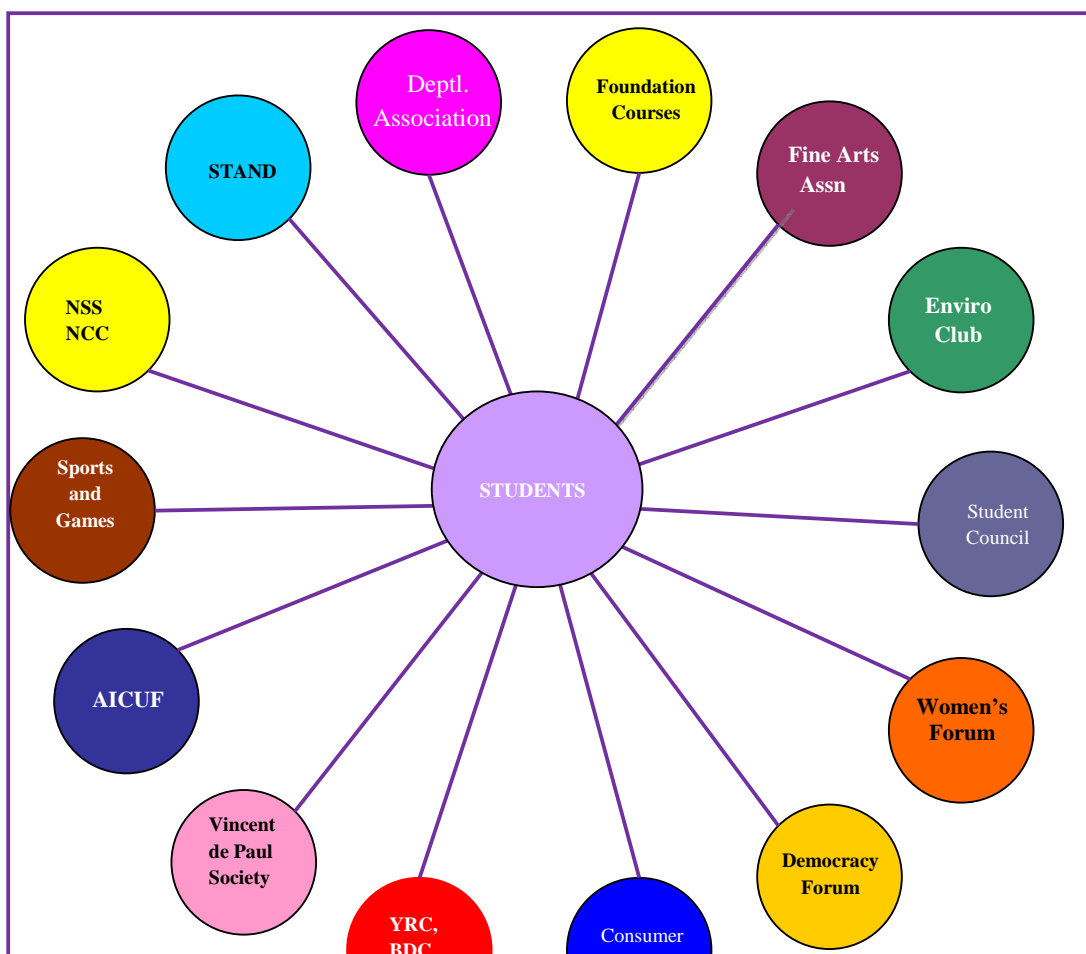 Deptl.
Association
Foundation
Courses
STAND
Fine Arts
Assn
NSS
NCC
Enviro
Club
Sports
and
Games
STUDENTS
Student
Council
AICUF
Women’s
Forum
Vincent
de Paul
Society
Democracy
Forum
YRC,
BDC
Consumer